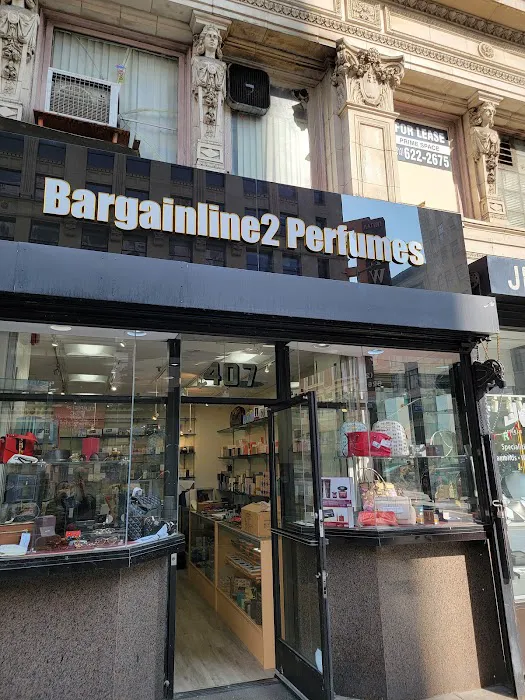 FOR LEASE
PRIME SPACE
622-2675
Bargainline2 Perfumes
W
407